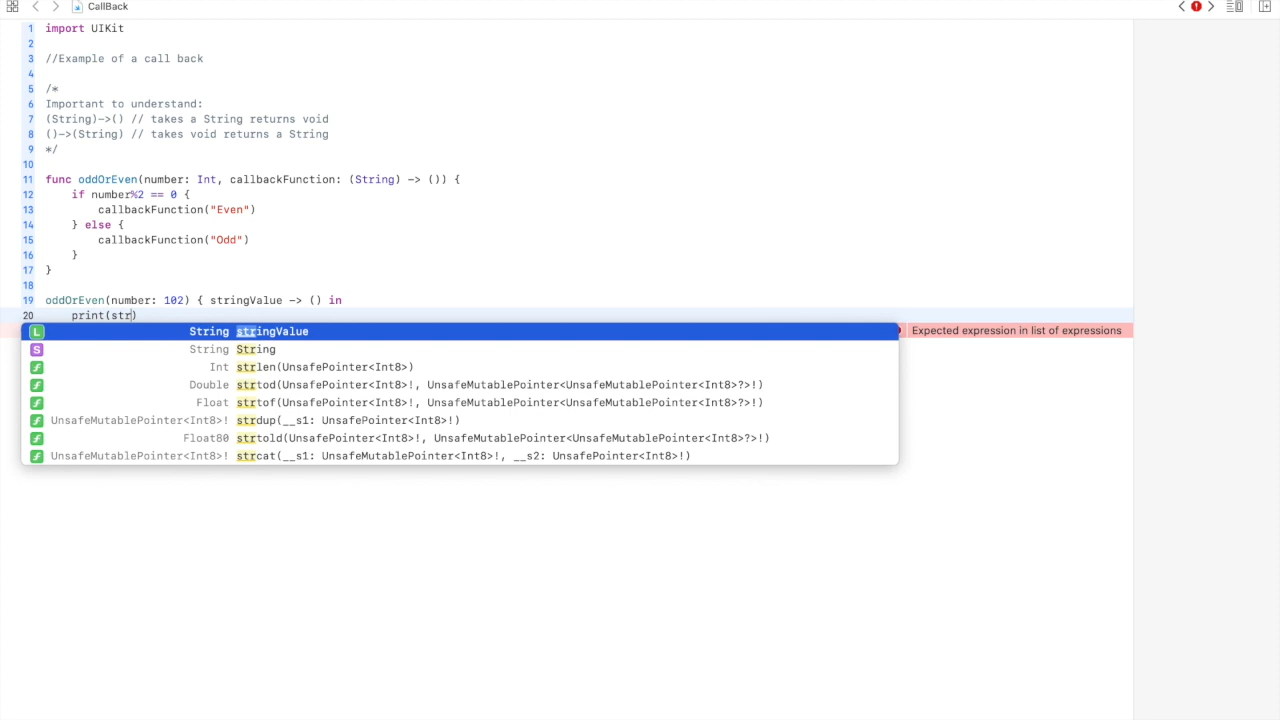 CallBack
1 import UIKit
2
3 //Example of a call back
4
5 /*
6 Important to understand:
7 (String)->() // takes a String returns void
8 ()->(String) // takes void returns a String
9 */
10
11 func oddOrEven(number: Int, callbackFunction: (String) -> ()) {
12 if number%2 == 0 {
13 callbackFunction("Even")
14 } else {
15 callbackFunction("Odd")
16 }
17 }
18
19 oddOrEven(number: 102) { stringValue -> () in
20 print(str)
Expected expression in list of expressions
L String stringValue
S String String
f Int strlen(UnsafePointer<Int8>)
f Double strtod(UnsafePointer<Int8>!, UnsafeMutablePointer<UnsafeMutablePointer<Int8>?>!)
f Float strtof(UnsafePointer<Int8>!, UnsafeMutablePointer<UnsafeMutablePointer<Int8>?>!)
f UnsafeMutablePointer<Int8>! strdup(__s1: UnsafePointer<Int8>!)
f Float80 strtold(UnsafePointer<Int8>!, UnsafeMutablePointer<UnsafeMutablePointer<Int8>?>!)
f UnsafeMutablePointer<Int8>! strcat(__s1: UnsafeMutablePointer<Int8>!, __s2: UnsafePointer<Int8>!)